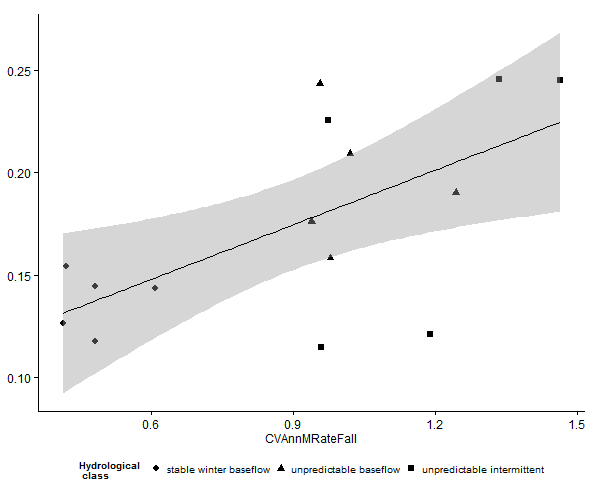 0.25
0.20
0.15
0.10
0.6 0.9 1.2 1.5
CVAnnMRateFall
Hydrological
class
stable winter baseflow unpredictable baseflow unpredictable intermittent